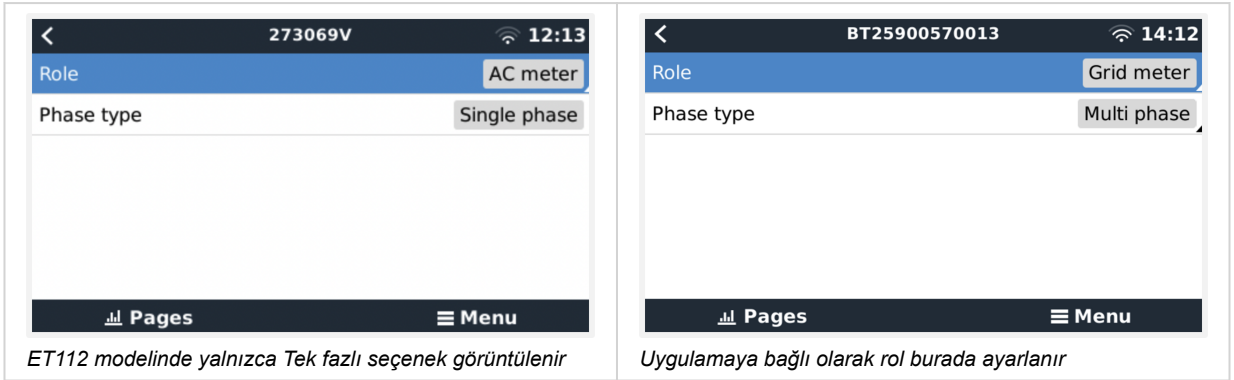 273069V 12:13
Role AC meter
Phase type Single phase
Pages Menu
ET112 modelinde yalnızca Tek fazlı seçenek görüntülenir
BT25900570013 14:12
Role Grid meter
Phase type Multi phase
Pages Menu
Uygulamaya bağlı olarak rol burada ayarlanır